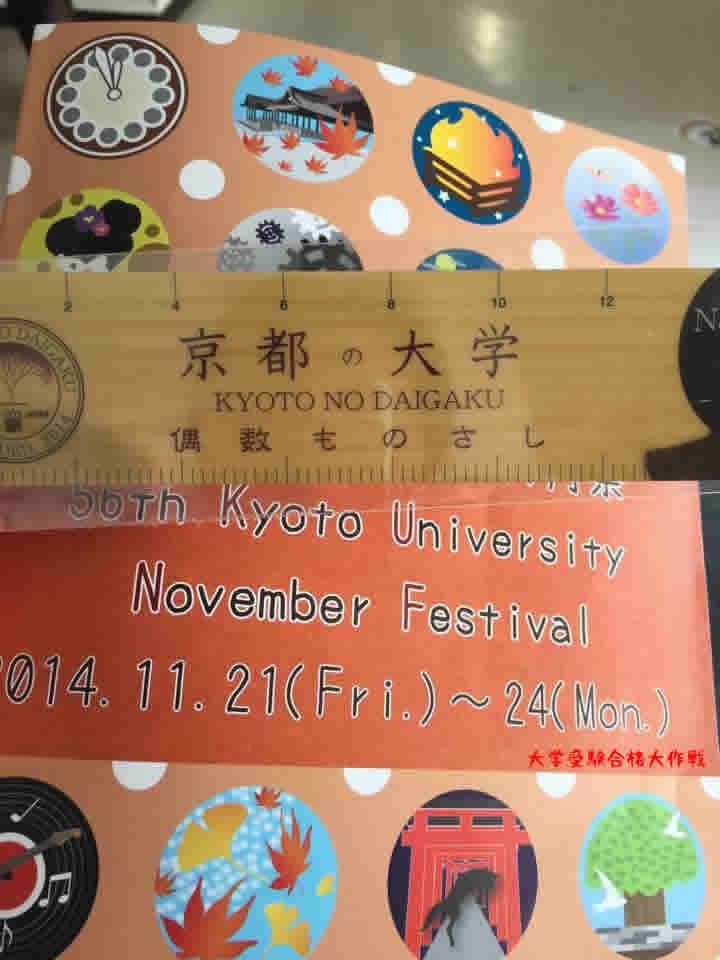 2 4 6 8 10 12
京都の大学
KYOTO NO DAIGAKU
偶数ものさし
56th Kyoto University
November Festival
2014.11.21(Fri.)~24(Mon.)
大学受験合格大作戦